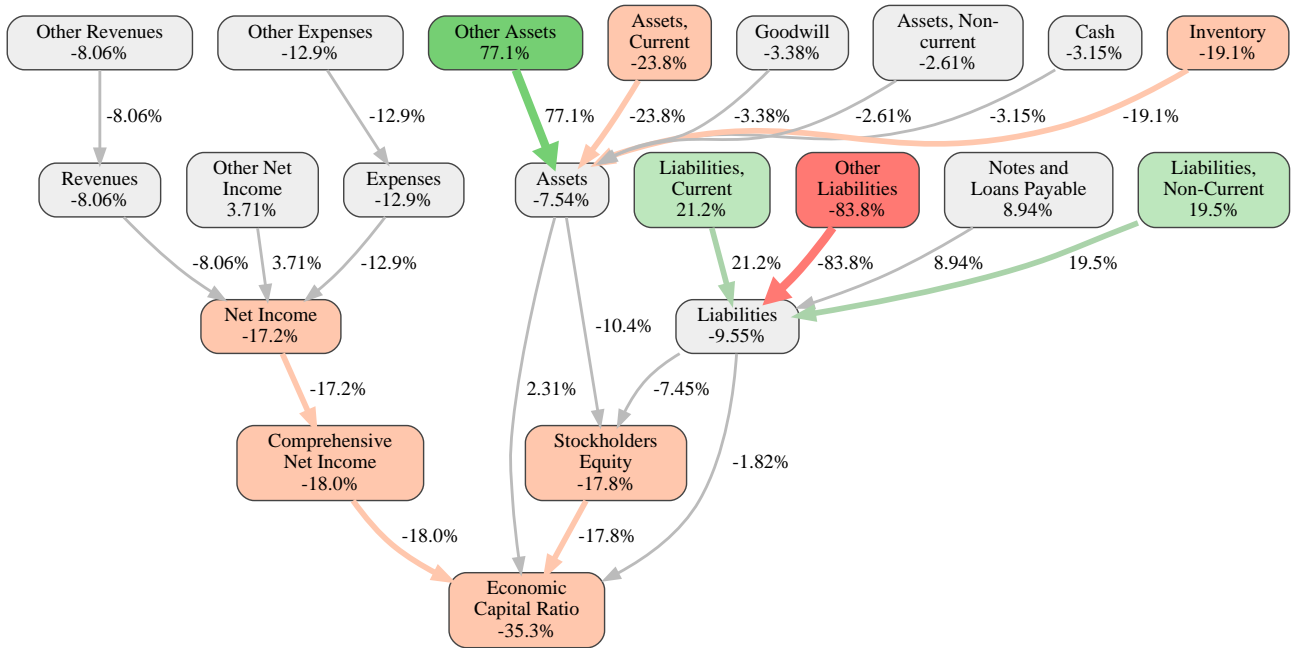 Other Revenues
-8.06%
Other Expenses
-12.9%
Other Assets
77.1%
Assets,
Current
-23.8%
Goodwill
-3.38%
Assets, Non-
current
-2.61%
Cash
-3.15%
Inventory
-19.1%
-8.06%
-12.9%
77.1%
-23.8%
-3.38%
-2.61%
-3.15%
-19.1%
Revenues
-8.06%
Other Net
Income
3.71%
Expenses
-12.9%
Assets
-7.54%
Liabilities,
Current
21.2%
Other
Liabilities
-83.8%
Notes and
Loans Payable
8.94%
Liabilities,
Non-Current
19.5%
-8.06%
3.71%
-12.9%
21.2%
-83.8%
8.94%
19.5%
Net Income
-17.2%
-10.4%
Liabilities
-9.55%
-17.2%
2.31%
-7.45%
Comprehensive
Net Income
-18.0%
Stockholders
Equity
-17.8%
-1.82%
-18.0%
-17.8%
Economic
Capital Ratio
-35.3%